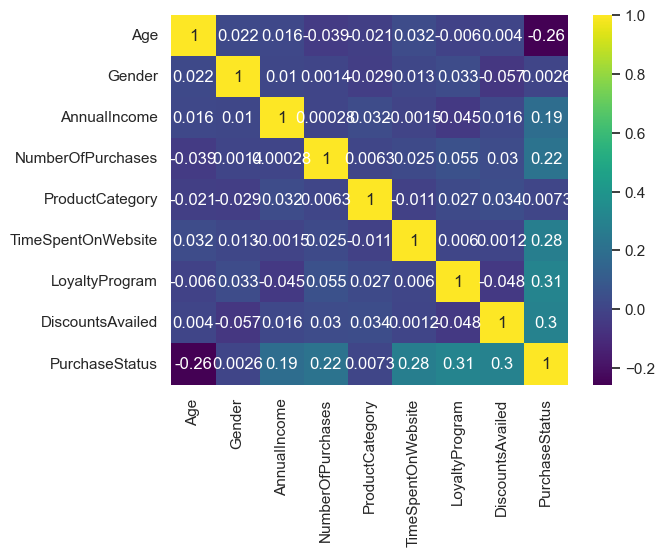 Age 1 0.022 0.016 -0.039 -0.021 0.032 -0.006 0.004 -0.26
Gender 0.022 1 0.01 0.0014 -0.029 0.013 0.033 -0.057 0.0026
AnnualIncome 0.016 0.01 1 0.00028 0.032 -0.0015 -0.045 0.016 0.19
NumberOfPurchases -0.039 0.0014 0.00028 1 0.0063 0.025 0.055 0.03 0.22
ProductCategory -0.021 -0.029 0.032 0.0063 1 -0.011 0.027 0.034 0.0073
TimeSpentOnWebsite 0.032 0.013 -0.0015 0.025 -0.011 1 0.006 0.0012 0.28
LoyaltyProgram -0.006 0.033 -0.045 0.055 0.027 0.006 1 -0.048 0.31
DiscountsAvailed 0.004 -0.057 0.016 0.03 0.034 0.0012 -0.048 1 0.3
PurchaseStatus -0.26 0.0026 0.19 0.22 0.0073 0.28 0.31 0.3 1
Age
Gender
AnnualIncome
NumberOfPurchases
ProductCategory
TimeSpentOnWebsite
LoyaltyProgram
DiscountsAvailed
PurchaseStatus
1.0
0.8
0.6
0.4
0.2
0.0
-0.2